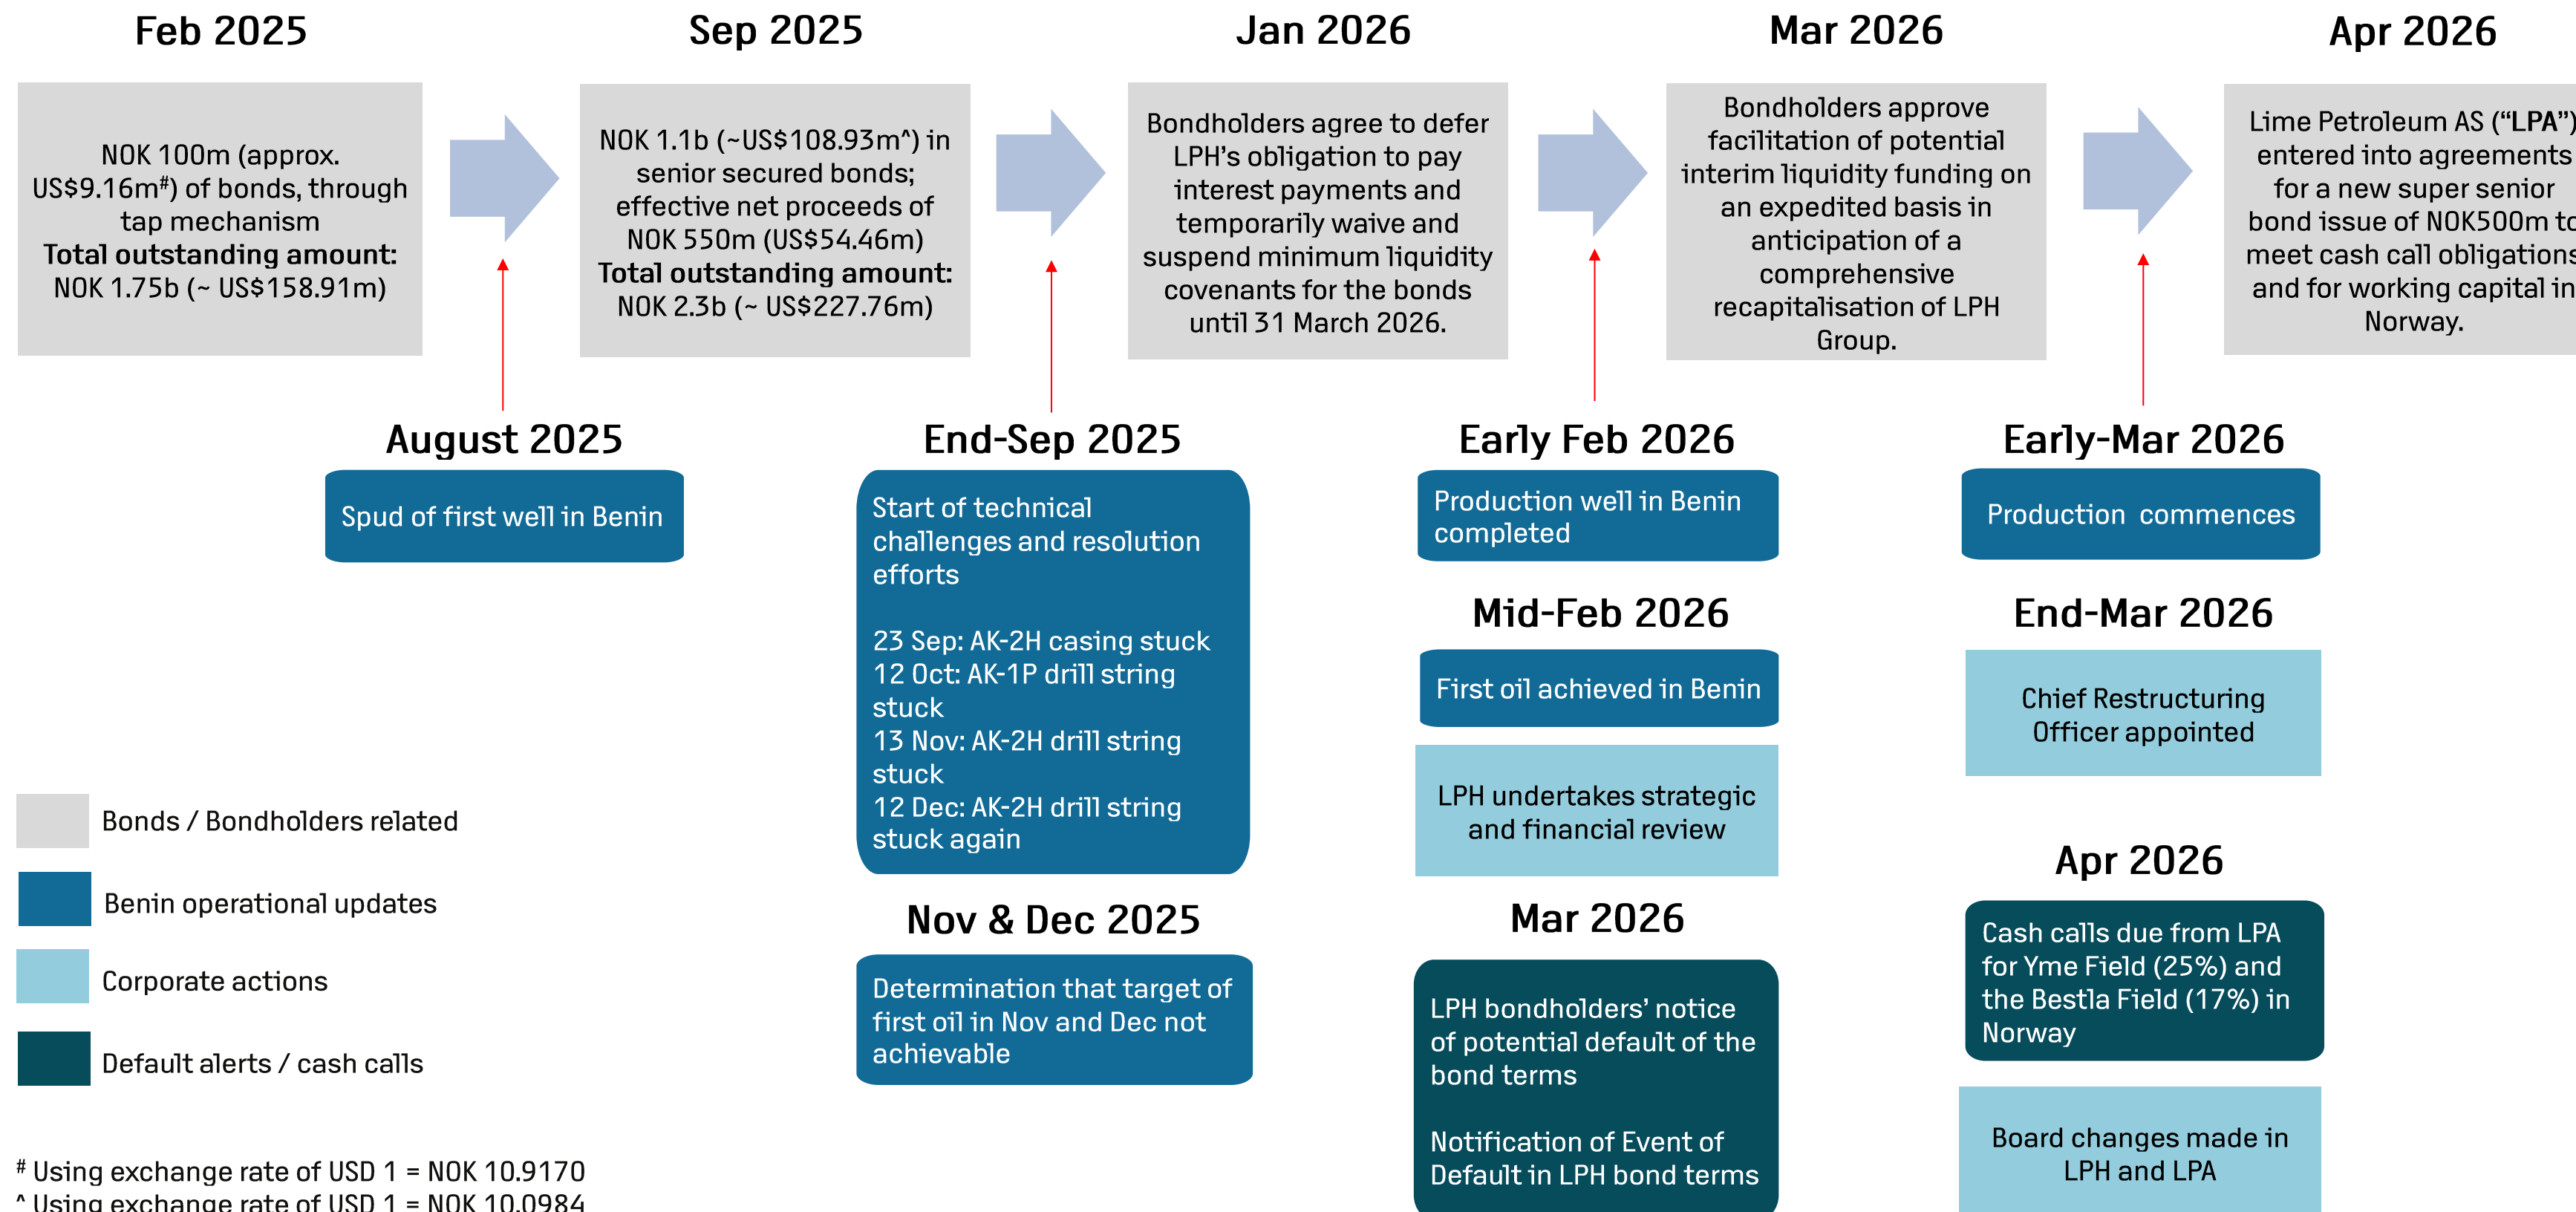 Feb 2025
NOK 100m (approx.
US$9.16m#) of bonds, through
tap mechanism
Total outstanding amount:
NOK 1.75b (~ US$158.91m)
Sep 2025
NOK 1.1b (~US$108.93m^) in
senior secured bonds;
effective net proceeds of
NOK 550m (US$54.46m)
Total outstanding amount:
NOK 2.3b (~ US$227.76m)
Jan 2026
Bondholders agree to defer
LPH's obligation to pay
interest payments and
temporarily waive and
suspend minimum liquidity
covenants for the bonds
until 31 March 2026.
Mar 2026
Bondholders approve
facilitation of potential
interim liquidity funding on
an expedited basis in
anticipation of a
comprehensive
recapitalisation of LPH
Group.
Apr 2026
Lime Petroleum AS (“LPA”)
entered into agreements
for a new super senior
bond issue of NOK500m to
meet cash call obligations
and for working capital in
Norway.
August 2025
Spud of first well in Benin
End-Sep 2025
Start of technical
challenges and resolution
efforts
23 Sep: AK-2H casing stuck
12 Oct: AK-1P drill string
stuck
13 Nov: AK-2H drill string
stuck
12 Dec: AK-2H drill string
stuck again
Nov & Dec 2025
Determination that target of
first oil in Nov and Dec not
achievable
Early Feb 2026
Production well in Benin
completed
Mid-Feb 2026
First oil achieved in Benin
LPH undertakes strategic
and financial review
Mar 2026
LPH bondholders’ notice
of potential default of the
bond terms
Notification of Event of
Default in LPH bond terms
Early-Mar 2026
Production commences
End-Mar 2026
Chief Restructuring
Officer appointed
Apr 2026
Cash calls due from LPA
for Yme Field (25%) and
the Bestla Field (17%) in
Norway
Board changes made in
LPH and LPA
Bonds / Bondholders related
Benin operational updates
Corporate actions
Default alerts / cash calls
# Using exchange rate of USD 1 = NOK 10.9170
^ Using exchange rate of USD 1 = NOK 10.0984